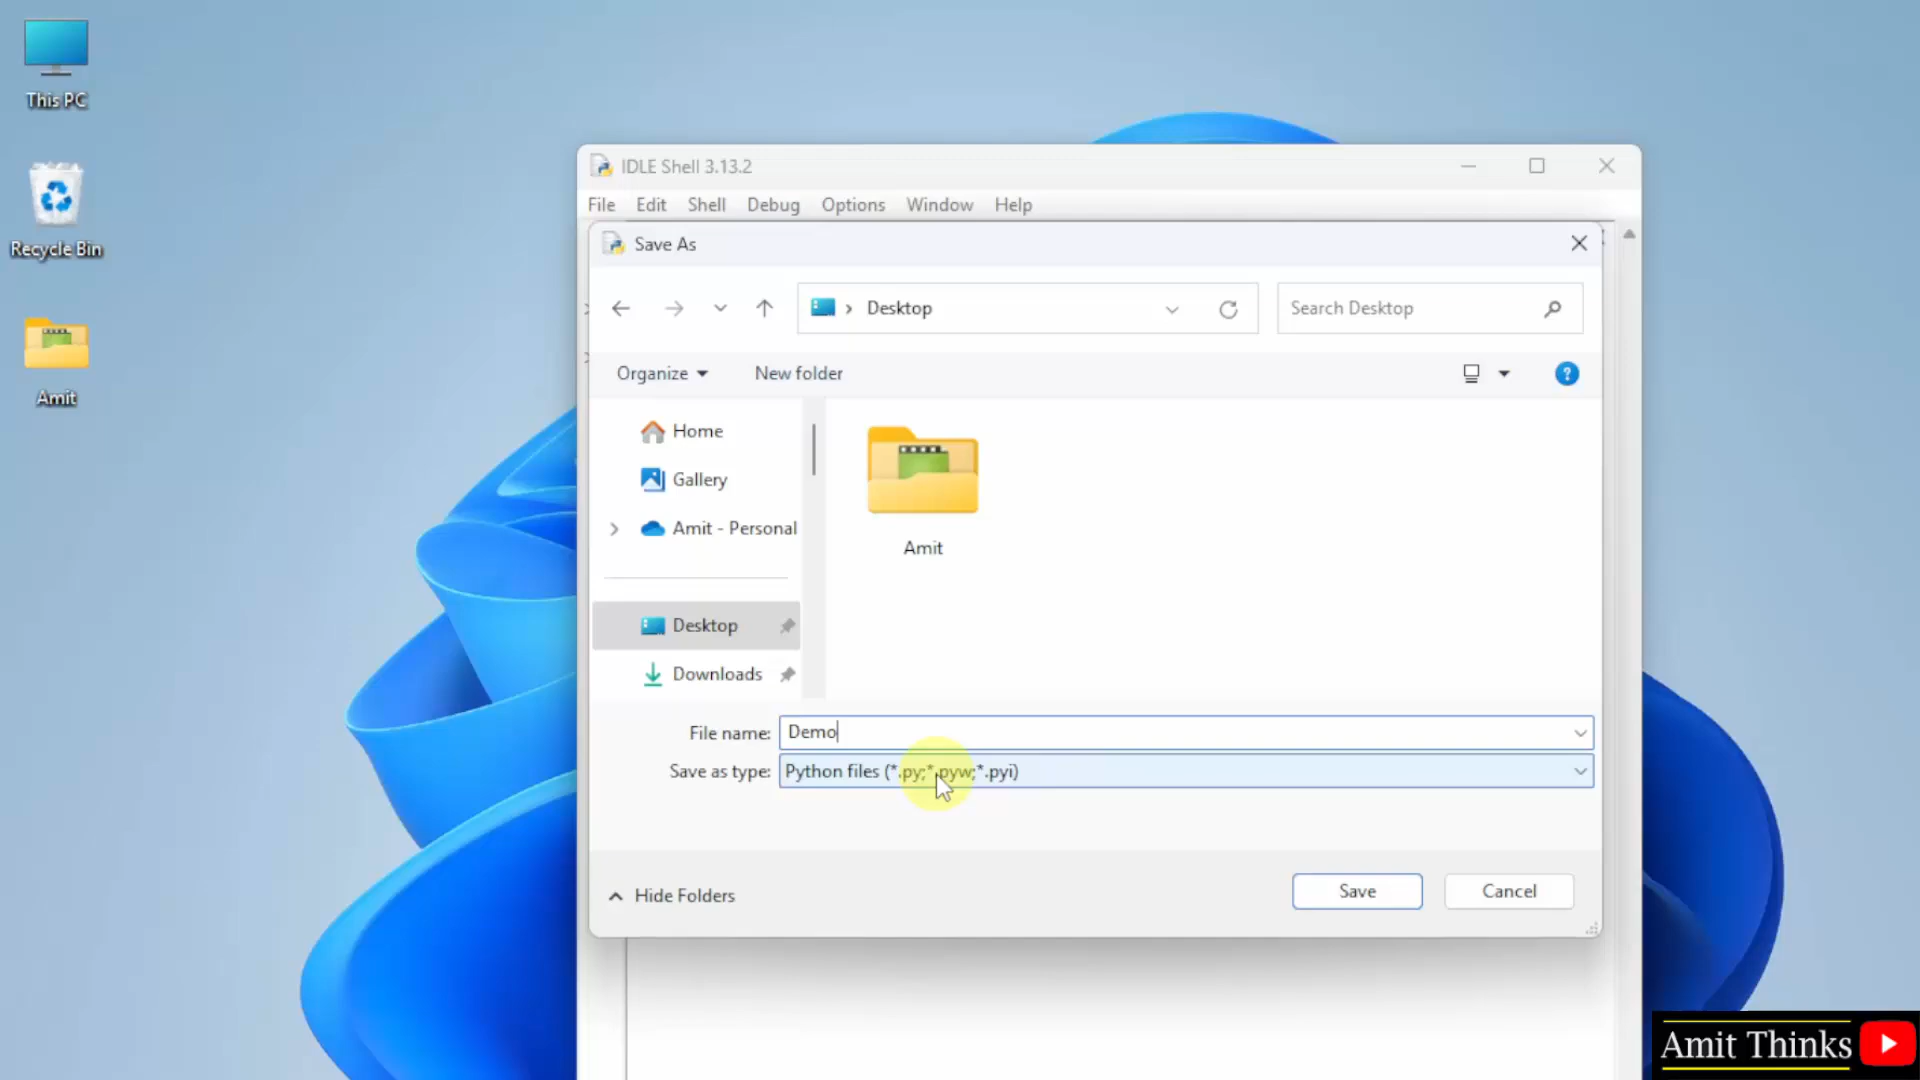 This PC
Recycle Bin
Amit
IDLE Shell 3.13.2
File Edit Shell Debug Options Window Help
Save As
Desktop
Search Desktop
Organize
New folder
Home
Gallery
Amit - Personal
Desktop
Downloads
Amit
File name: Demo
Save as type: Python files (*.py;*.pyw;*.pyi)
Hide Folders
Save
Cancel
Amit Thinks